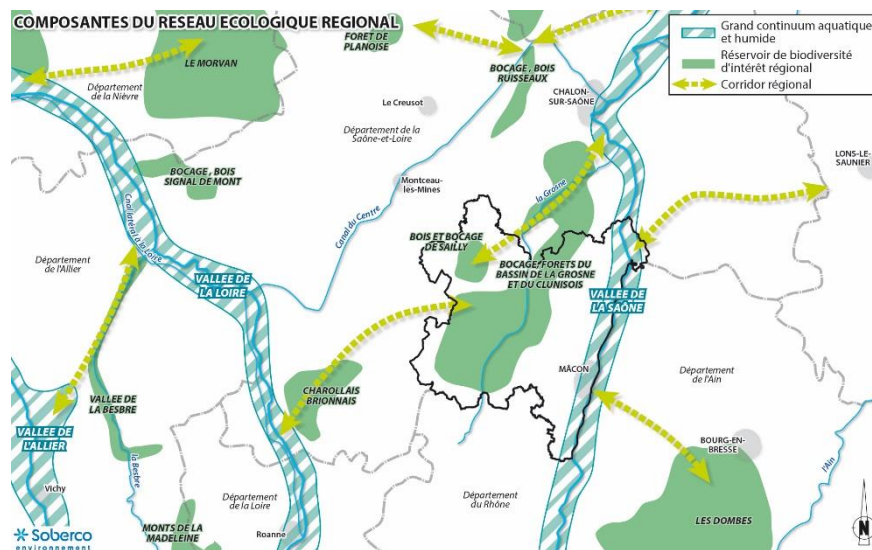 COMPOSANTES DU RESEAU ECOLOGIQUE REGIONAL
Grand continuum aquatique
et humide
Réservoir de biodiversité
d'intérêt régional
Corridor régional
FORET DE
PLANOISE
LE MORVAN
BOCAGE, BOIS
RUISSEAUX
Département
de la Nièvre
Le Creusot
CHALON-
SUR-SAÔNE
Département de la
Saône-et-Loire
LONS-LE-
SAUNIER
BOCAGE, BOIS
SIGNAL DE MONT
Montceau-
les-Mines
la Grosne
Canal du Centre
Cnal latéral à la Loire
BOIS ET BOCAGE
DE SAILLY
Département
de l'Allier
BOCAGE, FORETS DU
BASSIN DE LA GROSNE
ET DU CLUNISOIS
VALLEE DE
LA LOIRE
VALLEE DE
LA SAÔNE
MÂCON
Département
de l'Ain
CHAROLLAIS
BRIONNAIS
VALLEE DE
LA BESBRE
VALLEE DE
L'ALLIER
BOURG-EN-
BRESSE
l'Ain
Vichy
la Besbre
Département
de la Loire
Département
du Rhône
LES DOMBES
MONTS DE LA
MADELEINE
Roanne
N
Soberco
environnement